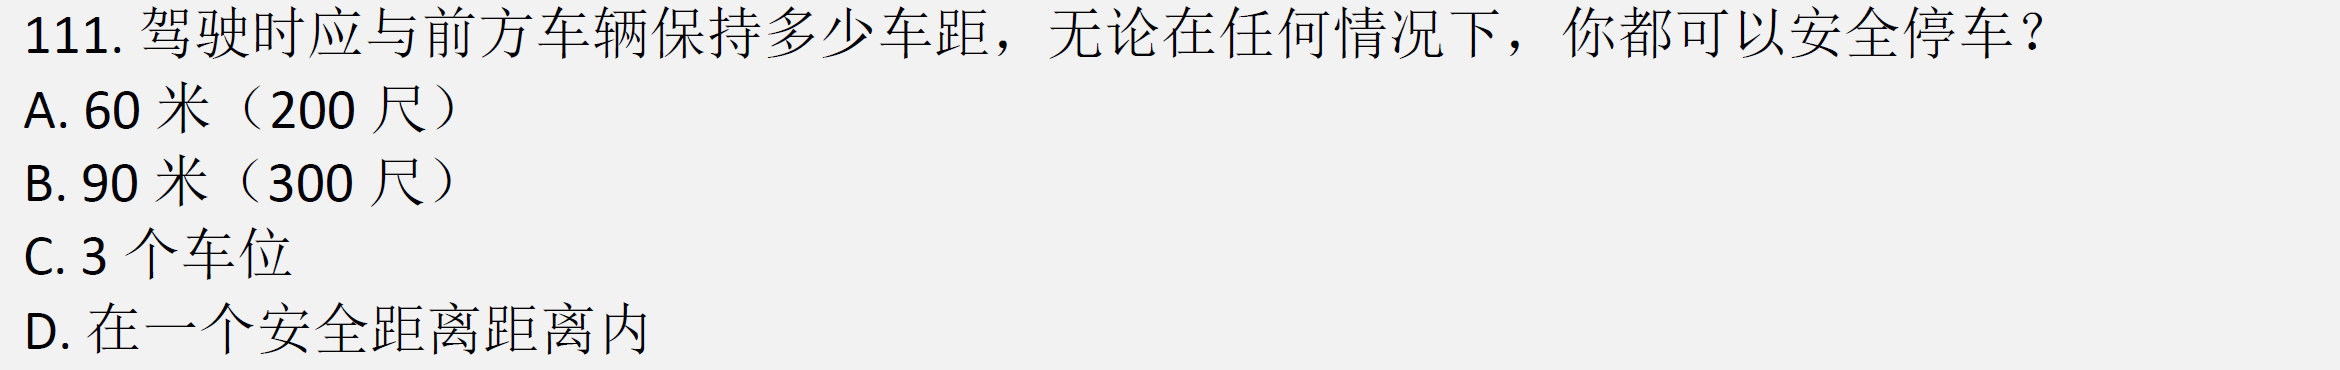 111. 驾驶时应与前方车辆保持多少车距，无论在任何情况下，你都可以安全停车？
A. 60 米（200 尺）
B. 90 米（300 尺）
C. 3 个车位
D. 在一个安全距离距离内